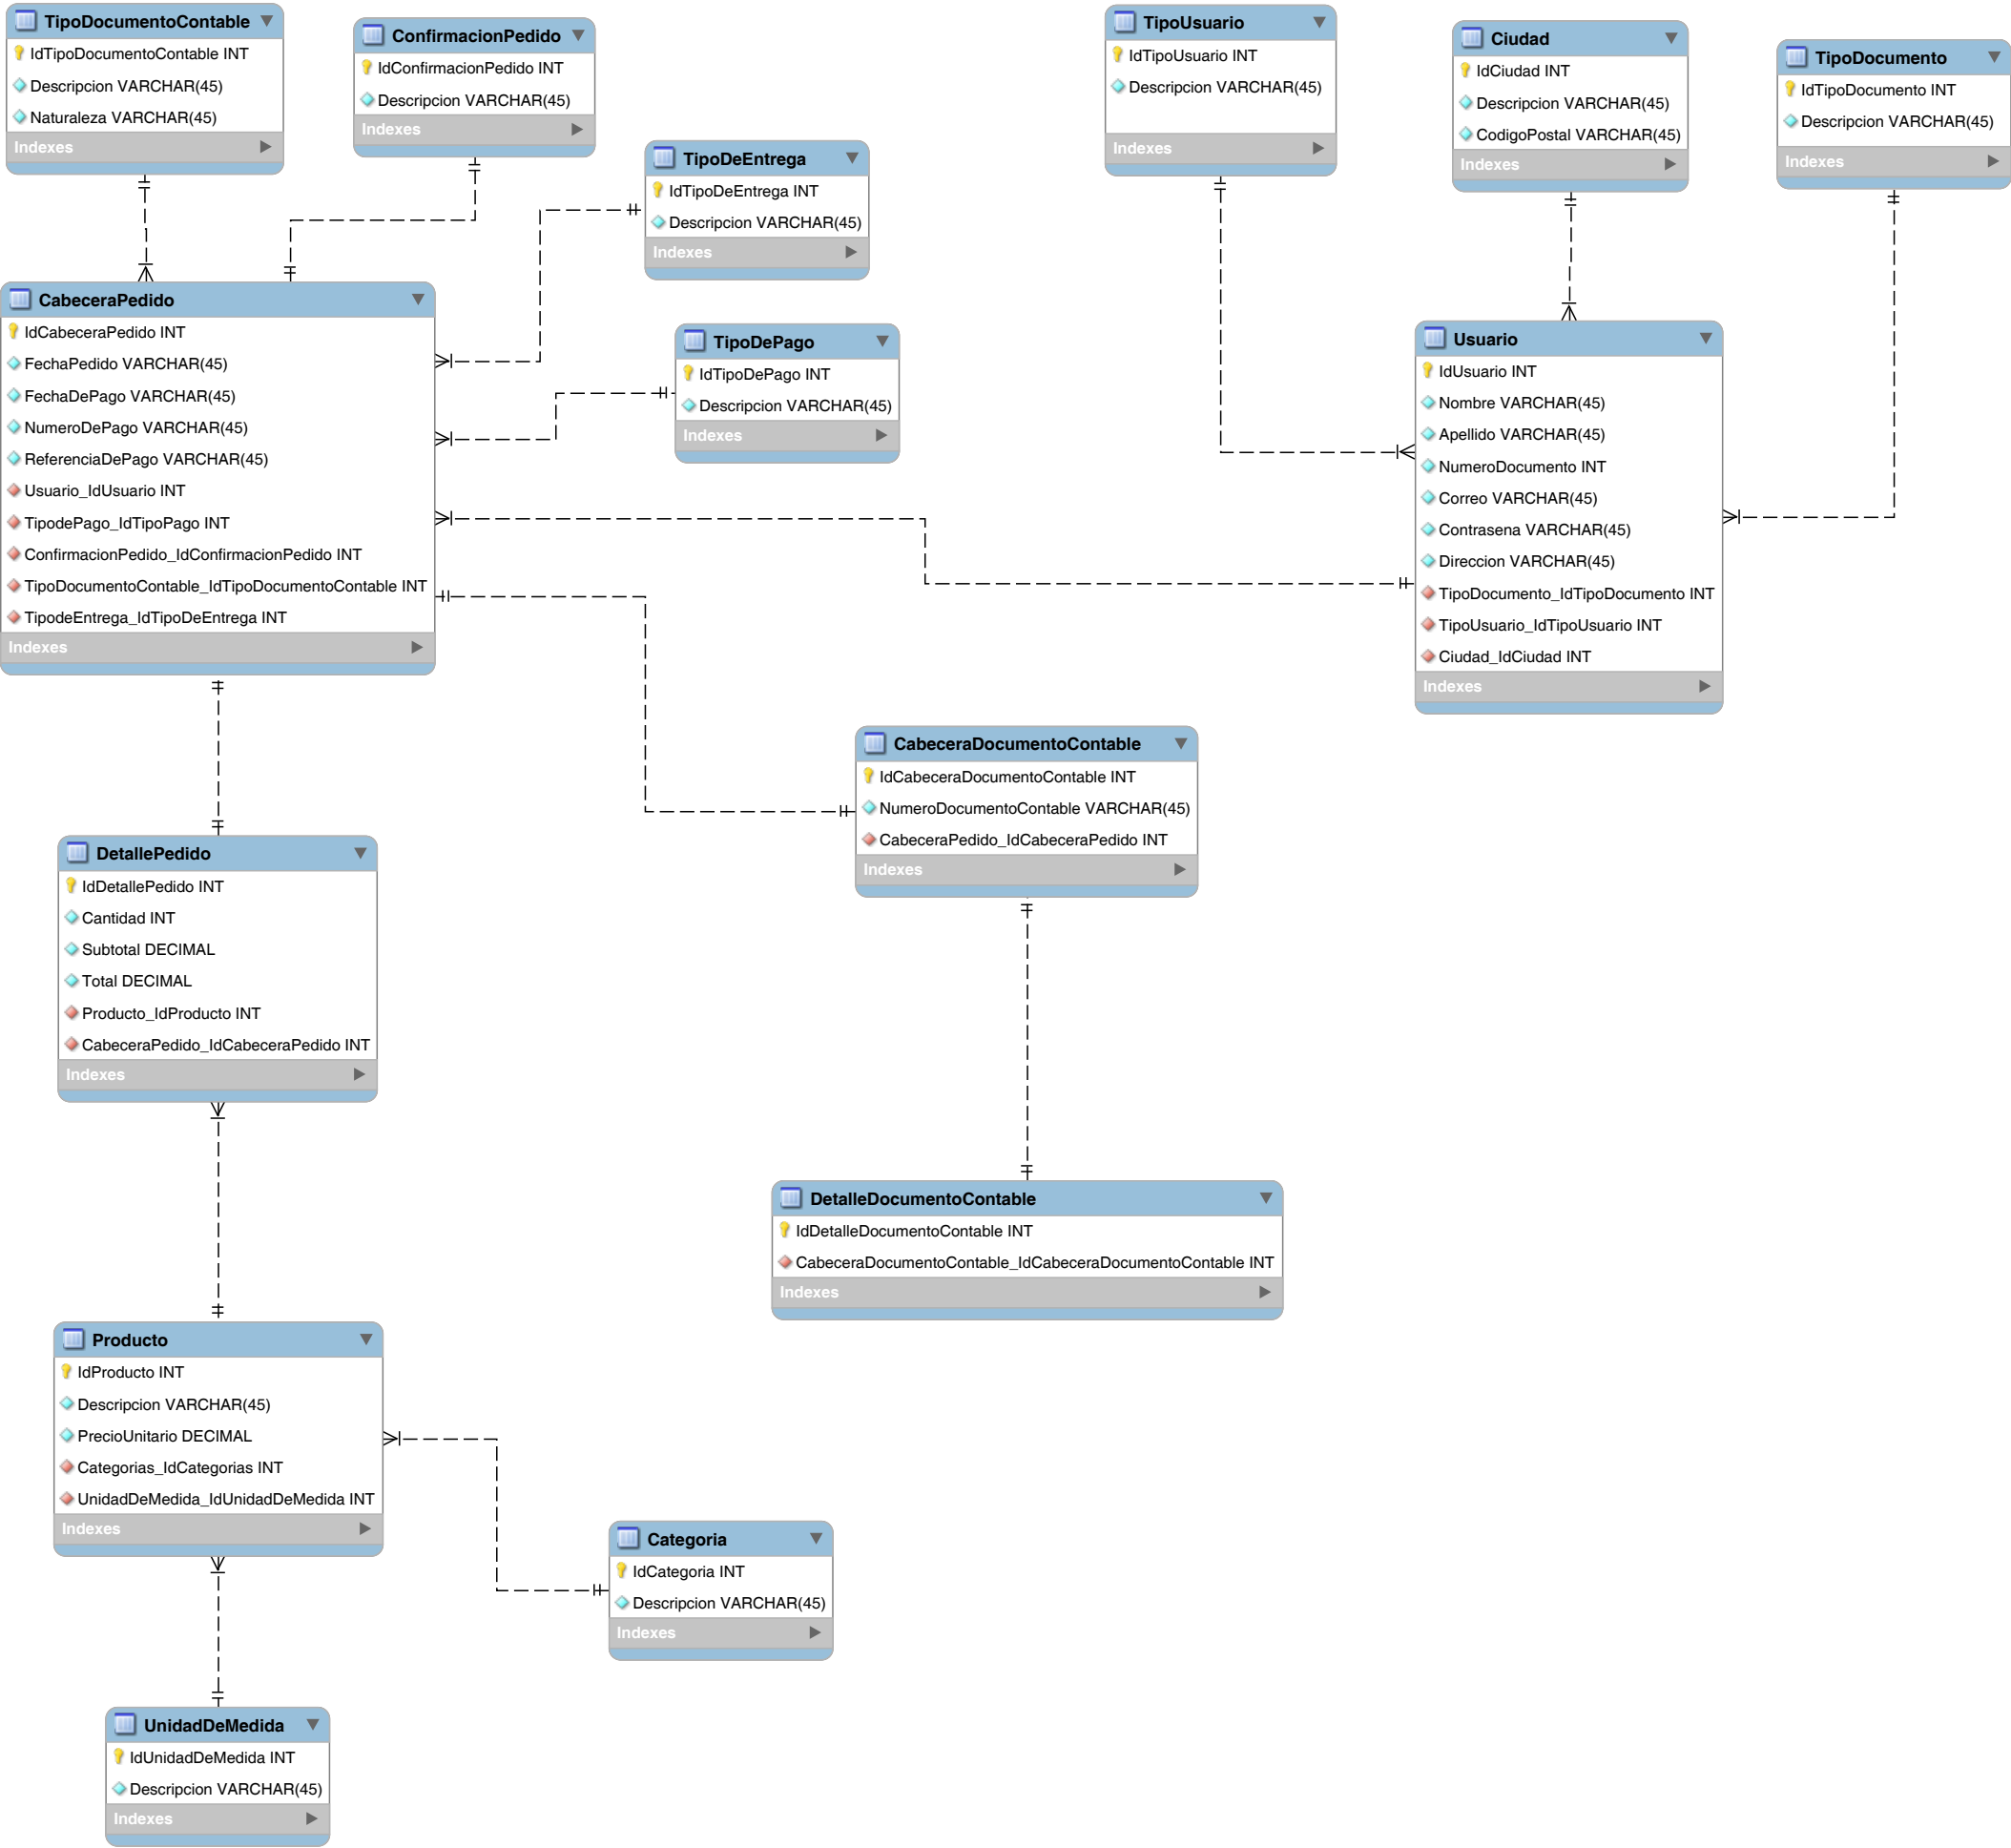 TipoDocumentoContable
IdTipoDocumentoContable INT
Descripcion VARCHAR(45)
Naturaleza VARCHAR(45)
Indexes
ConfirmacionPedido
IdConfirmacionPedido INT
Descripcion VARCHAR(45)
Indexes
TipoDeEntrega
IdTipoDeEntrega INT
Descripcion VARCHAR(45)
Indexes
TipoUsuario
IdTipoUsuario INT
Descripcion VARCHAR(45)
Indexes
Ciudad
IdCiudad INT
Descripcion VARCHAR(45)
CodigoPostal VARCHAR(45)
Indexes
TipoDocumento
IdTipoDocumento INT
Descripcion VARCHAR(45)
Indexes
CabeceraPedido
IdCabeceraPedido INT
FechaPedido VARCHAR(45)
FechaDePago VARCHAR(45)
NumeroDePago VARCHAR(45)
ReferenciaDePago VARCHAR(45)
Usuario_IdUsuario INT
TipodePago_IdTipoPago INT
ConfirmacionPedido_IdConfirmacionPedido INT
TipoDocumentoContable_IdTipoDocumentoContable INT
TipodeEntrega_IdTipoDeEntrega INT
Indexes
TipoDePago
IdTipoDePago INT
Descripcion VARCHAR(45)
Indexes
Usuario
IdUsuario INT
Nombre VARCHAR(45)
Apellido VARCHAR(45)
NumeroDocumento INT
Correo VARCHAR(45)
Contrasena VARCHAR(45)
Direccion VARCHAR(45)
TipoDocumento_IdTipoDocumento INT
TipoUsuario_IdTipoUsuario INT
Ciudad_IdCiudad INT
Indexes
CabeceraDocumentoContable
IdCabeceraDocumentoContable INT
NumeroDocumentoContable VARCHAR(45)
CabeceraPedido_IdCabeceraPedido INT
Indexes
DetallePedido
IdDetallePedido INT
Cantidad INT
Subtotal DECIMAL
Total DECIMAL
Producto_IdProducto INT
CabeceraPedido_IdCabeceraPedido INT
Indexes
DetalleDocumentoContable
IdDetalleDocumentoContable INT
CabeceraDocumentoContable_IdCabeceraDocumentoContable INT
Indexes
Producto
IdProducto INT
Descripcion VARCHAR(45)
PrecioUnitario DECIMAL
Categorias_IdCategorias INT
UnidadDeMedida_IdUnidadDeMedida INT
Indexes
Categoria
IdCategoria INT
Descripcion VARCHAR(45)
Indexes
UnidadDeMedida
IdUnidadDeMedida INT
Descripcion VARCHAR(45)
Indexes